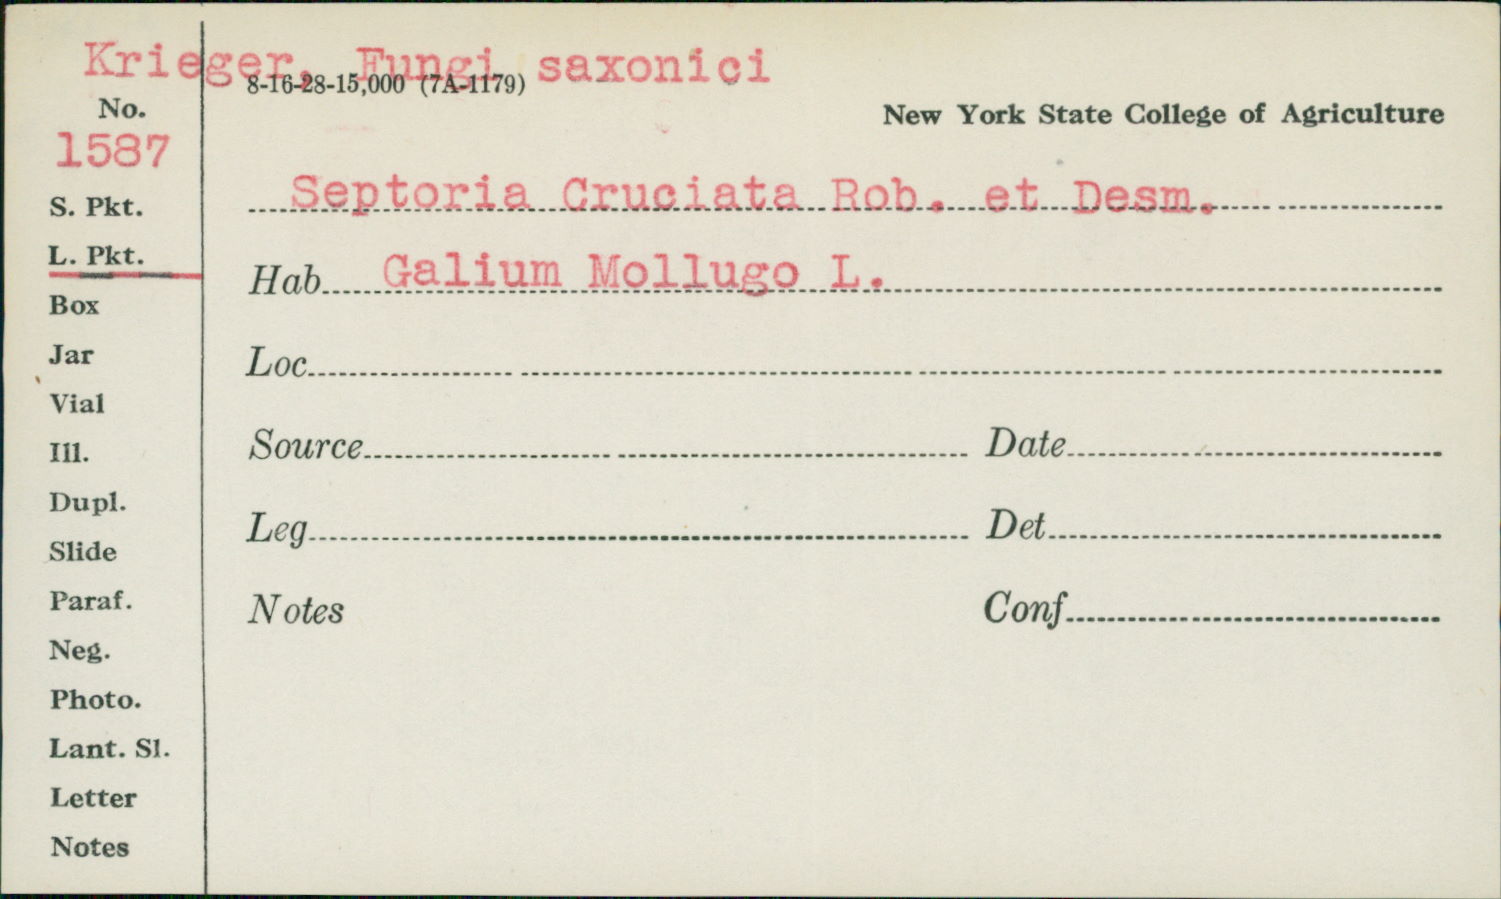 Krieger, Fungi saxonici
8-16-28-15,000 (7A-1179)
No.
New York State College of Agriculture
1587
Septoria Cruciata Rob. et Desm.
S. Pkt.
L. Pkt.
Hab. Galium Mollugo L.
Box
Loc.
Jar
Vial
Source Date
Ill.
Dupl.
Leg. Det.
Slide
Paraf.
Notes Conf.
Neg.
Photo.
Lant. Sl.
Letter
Notes